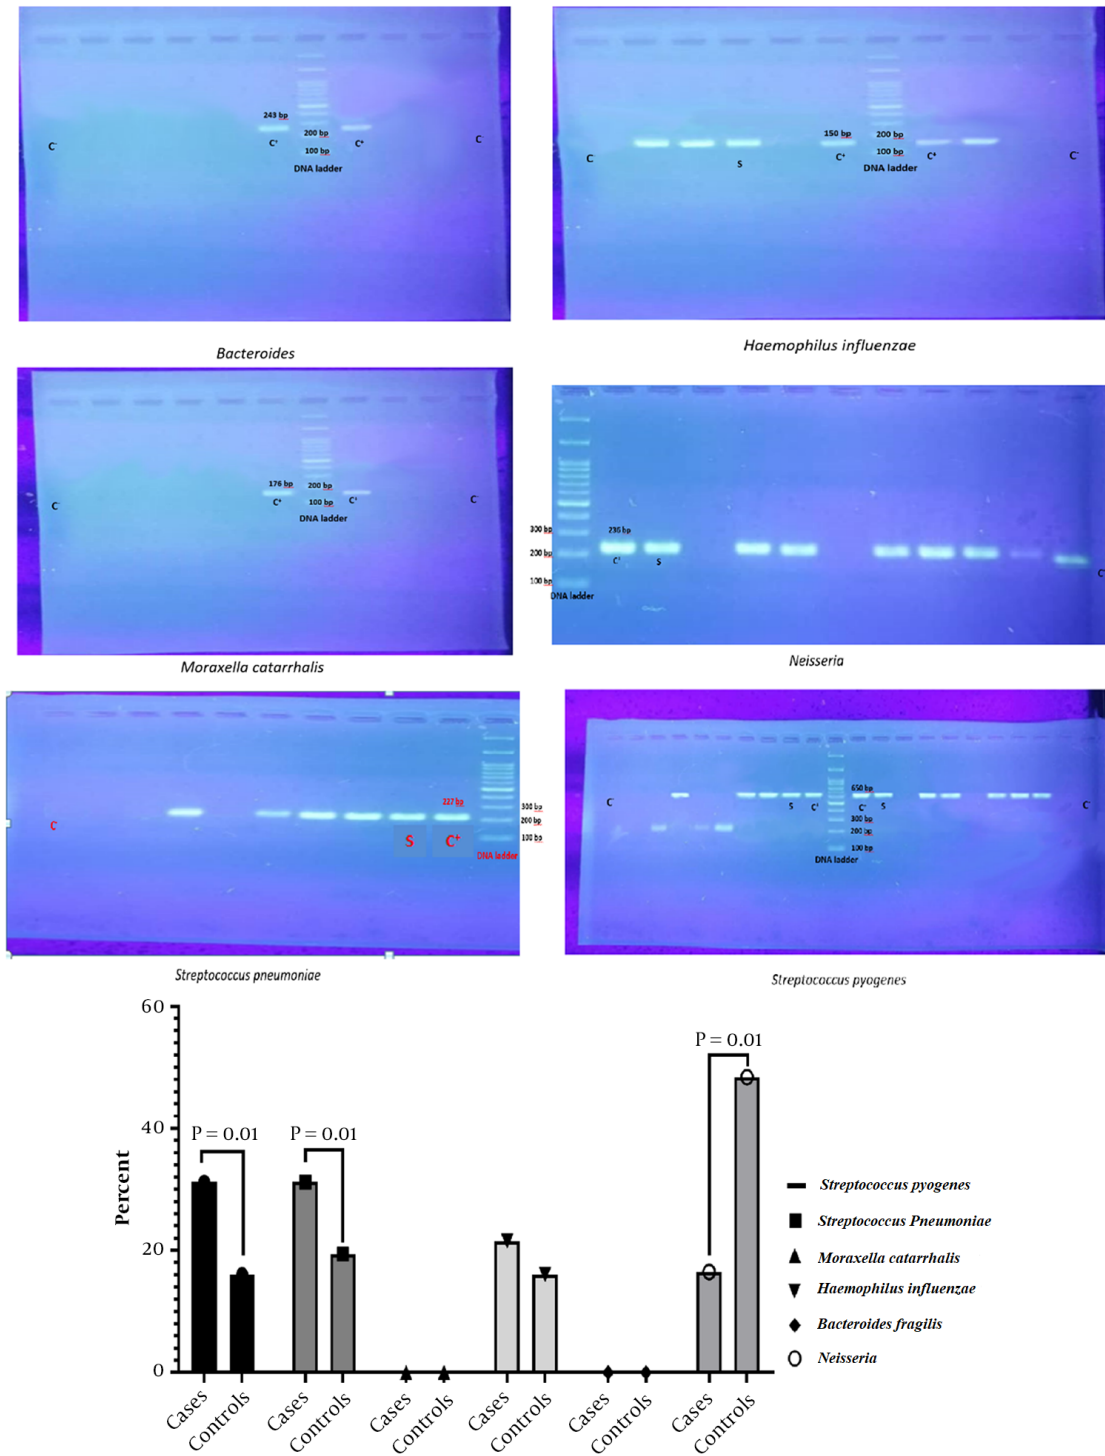 243 bp
200 bp
C⁻
C⁺
C⁺
C
100 bp
DNA ladder
Bacteroides
150 bp
200 bp
C⁻
S
C⁺
100 bp
C⁺
C⁻
DNA ladder
Haemophilus influenzae
176 bp
200 bp
C⁻
C⁺
100 bp
C⁺
C⁻
DNA ladder
Moraxella catarrhalis
300 bp
236 bp
200 bp
C⁺
S
100 bp
C⁻
DNA ladder
Neisseria
227 bp
300 bp
200 bp
C⁻
S
C⁺
100 bp
DNA ladder
Streptococcus pneumoniae
650 bp
C⁻
S
C⁺
C⁺
S
C⁻
300 bp
200 bp
100 bp
DNA ladder
Streptococcus pyogenes
60
40
20
0
Percent
P = 0.01
P = 0.01
P = 0.01
Cases
Controls
Cases
Controls
Cases
Controls
Cases
Controls
Cases
Controls
Cases
Controls
Streptococcus pyogenes
Streptococcus Pneumoniae
Moraxella catarrhalis
Haemophilus influenzae
Bacteroides fragilis
Neisseria